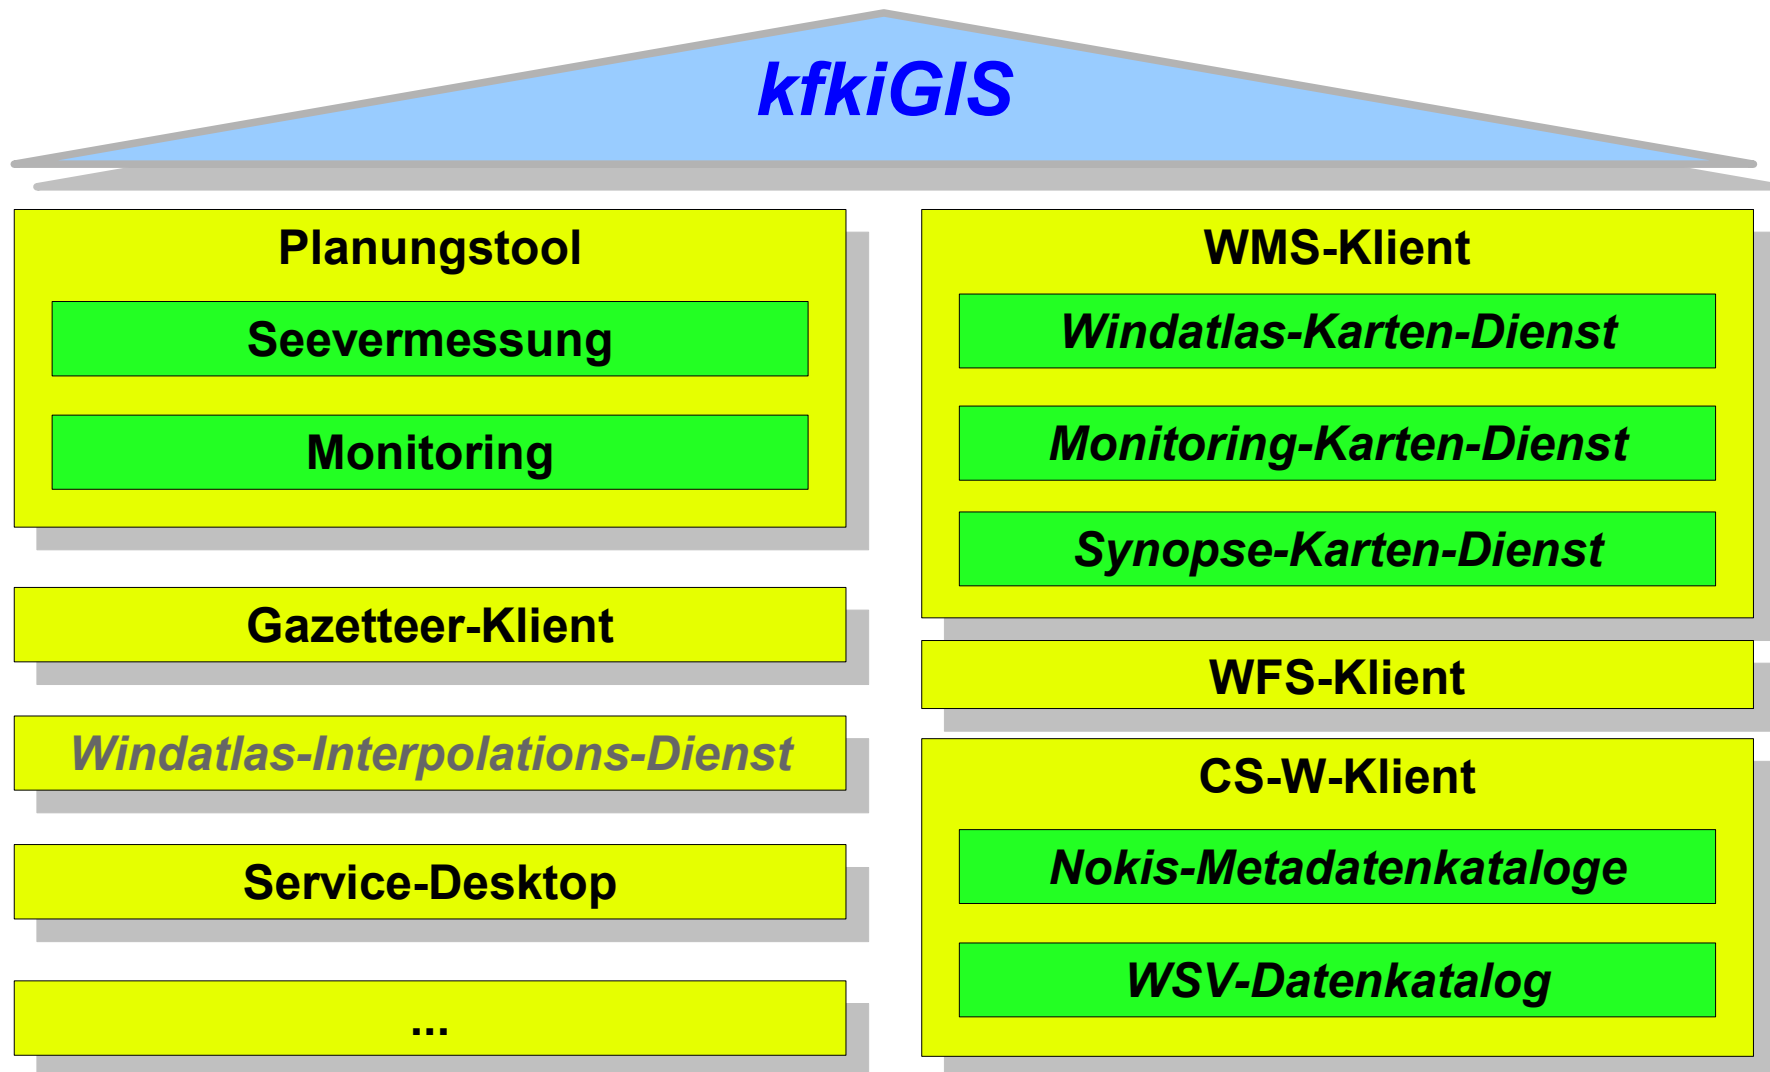 kfkiGIS
Planungstool
Seevermessung
Monitoring
Gazetteer-Klient
Windatlas-Interpolations-Dienst
Service-Desktop
...
WMS-Klient
Windatlas-Karten-Dienst
Monitoring-Karten-Dienst
Synopse-Karten-Dienst
WFS-Klient
CS-W-Klient
Nokis-Metadatenkataloge
WSV-Datenkatalog